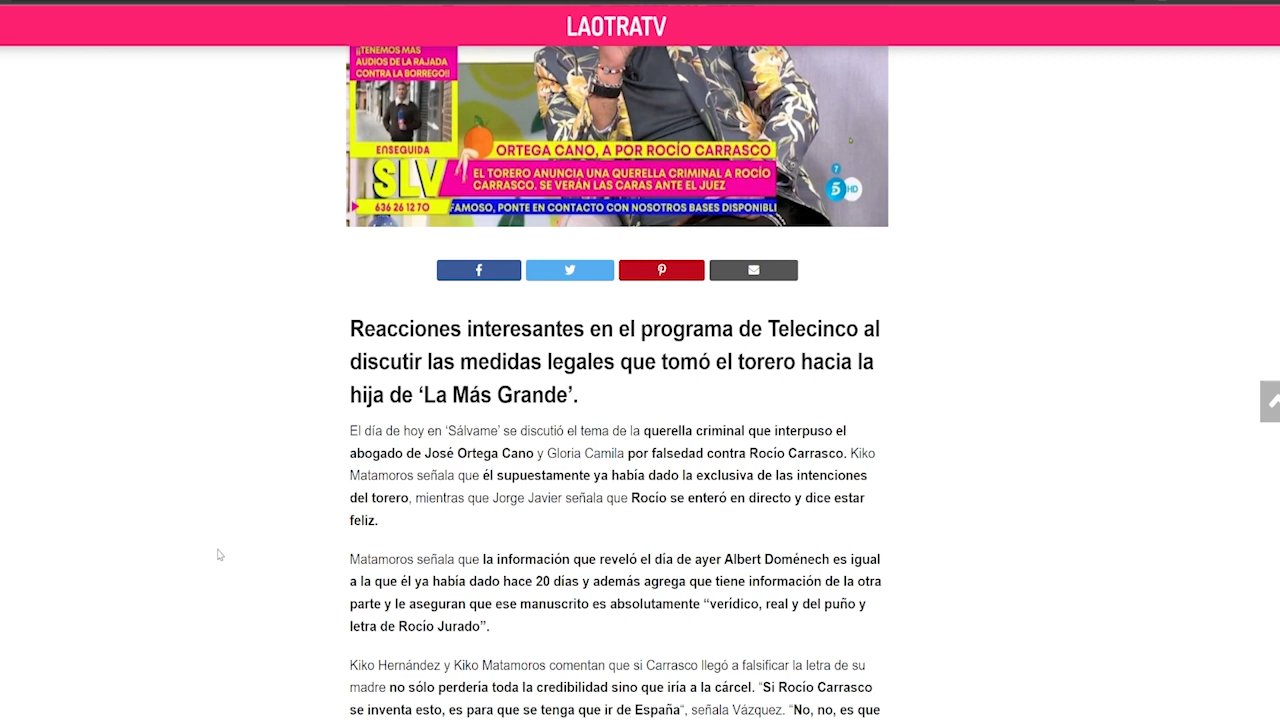 LAOTRATV
¡¡TENEMOS MÁS
AUDIOS DE LA RAJADA
CONTRA LA BORREGO!!
ENSEGUIDA
ORTEGA CANO, A POR ROCÍO CARRASCO
SLV
EL TORERO ANUNCIA UNA QUERELLA CRIMINAL A ROCÍO
CARRASCO. SE VERÁN LAS CARAS ANTE EL JUEZ
7
5 HD
636 26 12 70
FAMOSO, PONTE EN CONTACTO CON NOSOTROS BASES DISPONIBL
Reacciones interesantes en el programa de Telecinco al
discutir las medidas legales que tomó el torero hacia la
hija de ‘La Más Grande’.
El día de hoy en ‘Sálvame’ se discutió el tema de la querella criminal que interpuso el
abogado de José Ortega Cano y Gloria Camila por falsedad contra Rocío Carrasco. Kiko
Matamoros señala que él supuestamente ya había dado la exclusiva de las intenciones
del torero, mientras que Jorge Javier señala que Rocío se enteró en directo y dice estar
feliz.
Matamoros señala que la información que reveló el día de ayer Albert Doménech es igual
a la que él ya había dado hace 20 días y además agrega que tiene información de la otra
parte y le aseguran que ese manuscrito es absolutamente “verídico, real y del puño y
letra de Rocío Jurado”.
Kiko Hernández y Kiko Matamoros comentan que si Carrasco llegó a falsificar la letra de su
madre no sólo perdería toda la credibilidad sino que iría a la cárcel. “Si Rocío Carrasco
se inventa esto, es para que se tenga que ir de España“, señala Vázquez. “No, no, es que